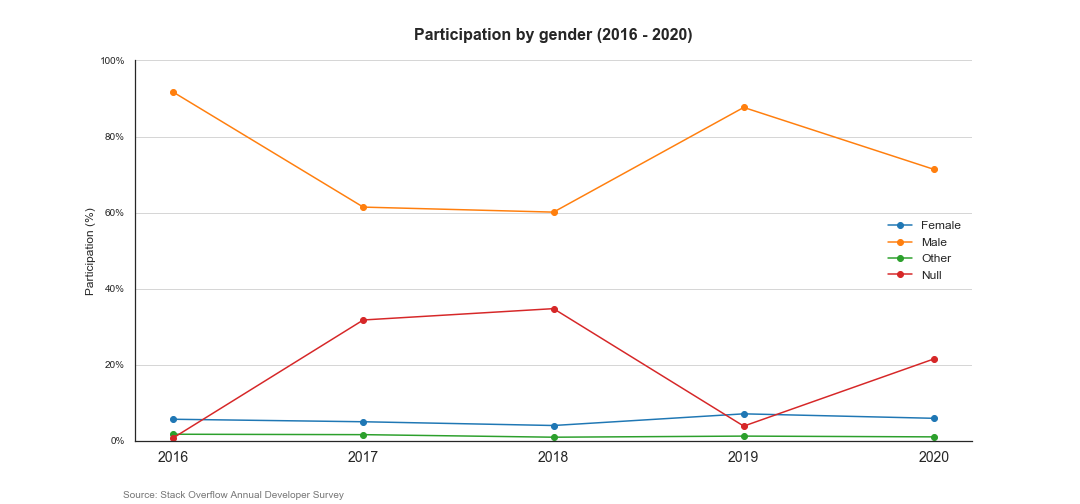 Participation by gender (2016 - 2020)
100%
80%
60%
40%
20%
0%
Participation (%)
Female
Male
Other
Null
2016
2017
2018
2019
2020
Source: Stack Overflow Annual Developer Survey